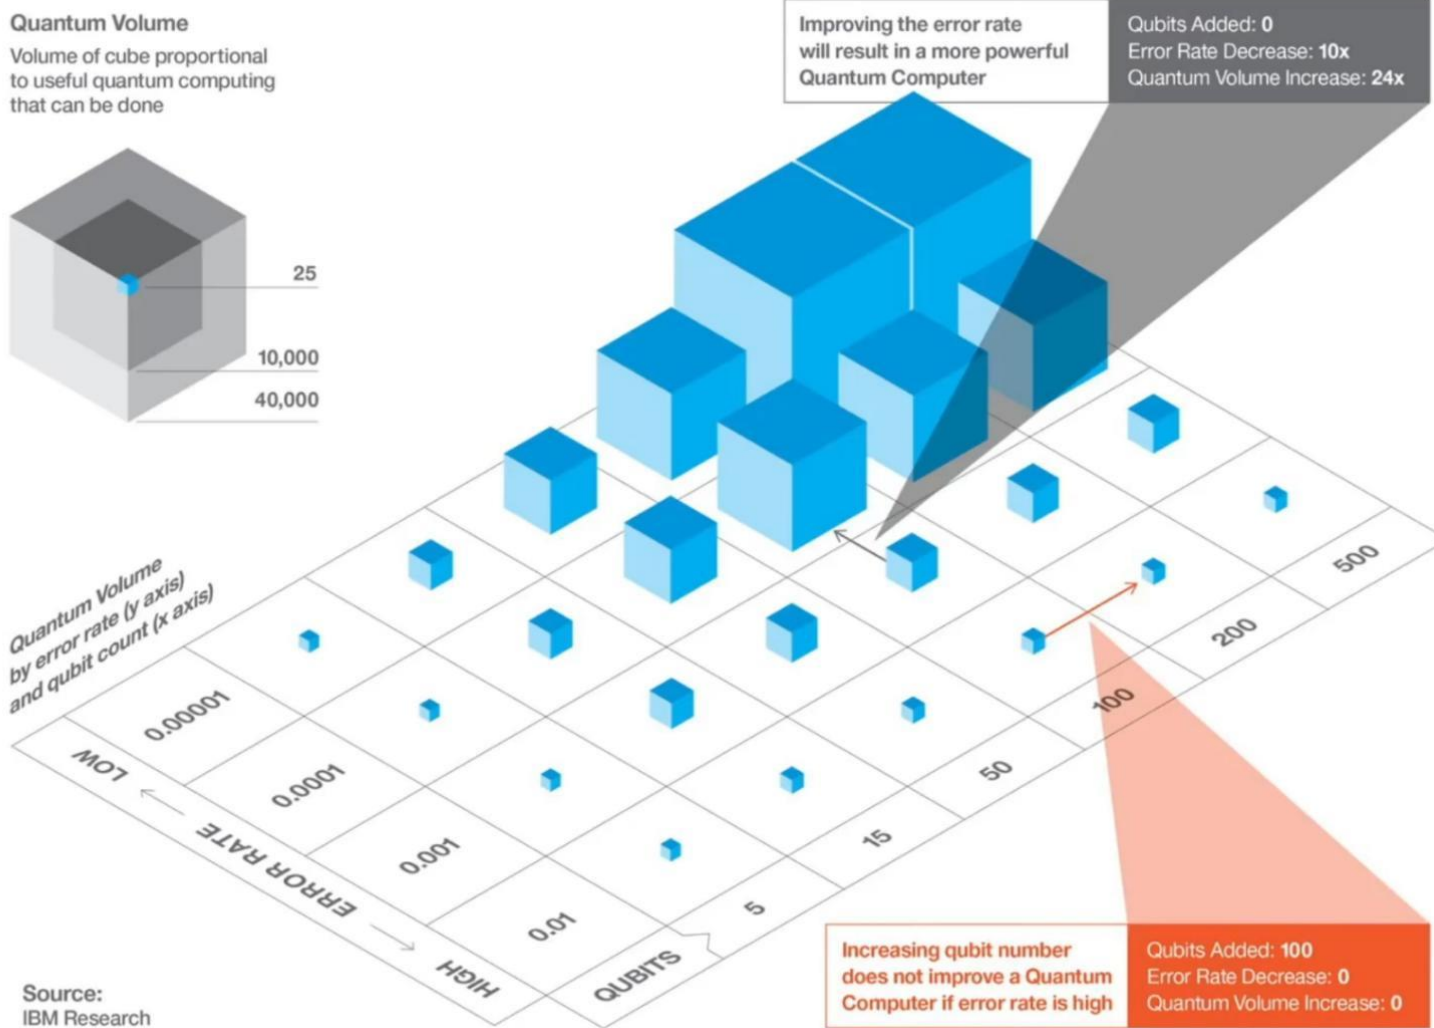 Quantum Volume
Volume of cube proportional
to useful quantum computing
that can be done
25
10,000
40,000
Improving the error rate
will result in a more powerful
Quantum Computer
Qubits Added: 0
Error Rate Decrease: 10x
Quantum Volume Increase: 24x
Quantum Volume
by error rate (y axis)
and qubit count (x axis)
0.00001
0.0001
0.001
0.01
LOW
ERROR RATE
HIGH
QUBITS
5
15
50
100
200
500
Increasing qubit number
does not improve a Quantum
Computer if error rate is high
Qubits Added: 100
Error Rate Decrease: 0
Quantum Volume Increase: 0
Source:
IBM Research